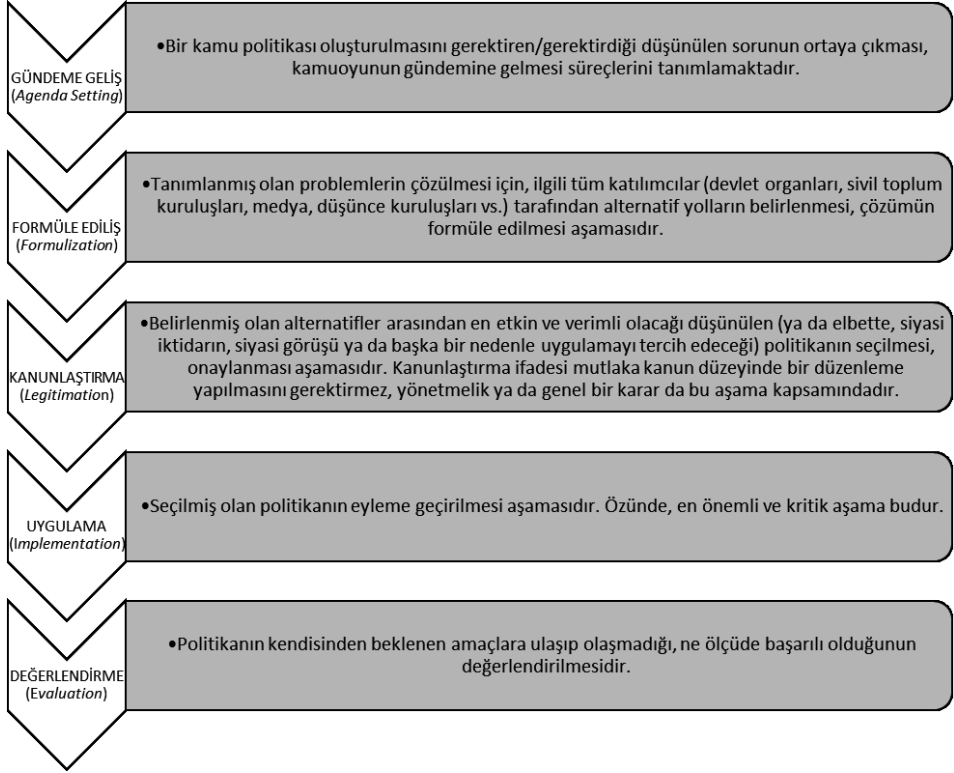 GÜNDEME GELİŞ
(Agenda Setting)
•Bir kamu politikası oluşturulmasını gerektiren/gerektirdiği düşünülen sorunun ortaya çıkması,
kamuoyunun gündemine gelmesi süreçlerini tanımlamaktadır.
FORMÜLE EDİLİŞ
(Formulization)
•Tanımlanmış olan problemlerin çözülmesi için, ilgili tüm katılımcılar (devlet organları, sivil toplum
kuruluşları, medya, düşünce kuruluşları vs.) tarafından alternatif yolların belirlenmesi, çözümün
formüle edilmesi aşamasıdır.
KANUNLAŞTIRMA
(Legitimation)
•Belirlenmiş olan alternatifler arasından en etkin ve verimli olacağı düşünülen (ya da elbette, siyasi
iktidarın, siyasi görüşü ya da başka bir nedenle uygulamayı tercih edeceği) politikanın seçilmesi,
onaylanması aşamasıdır. Kanunlaştırma ifadesi mutlaka kanun düzeyinde bir düzenleme
yapılmasını gerektirmez, yönetmelik ya da genel bir karar da bu aşama kapsamındadır.
UYGULAMA
(Implementation)
•Seçilmiş olan politikanın eyleme geçirilmesi aşamasıdır. Özünde, en önemli ve kritik aşama budur.
DEĞERLENDİRME
(Evaluation)
•Politikanın kendisinden beklenen amaçlara ulaşıp olaşmadığı, ne ölçüde başarılı olduğunun
değerlendirilmesidir.